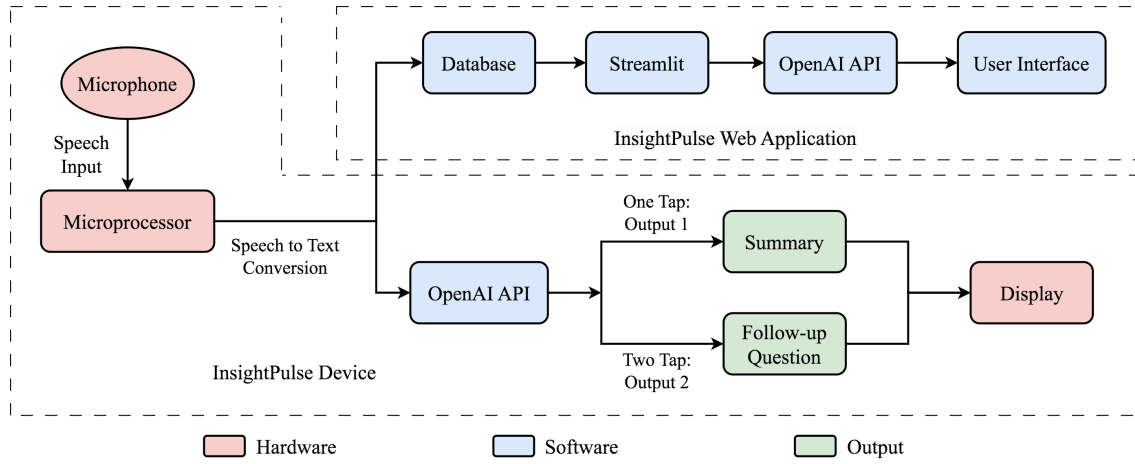 Microphone
Speech
Input
Microprocessor
Speech to Text
Conversion
Database
Streamlit
OpenAI API
User Interface
InsightPulse Web Application
OpenAI API
One Tap:
Output 1
Summary
Two Tap:
Output 2
Follow-up
Question
Display
InsightPulse Device
Hardware
Software
Output